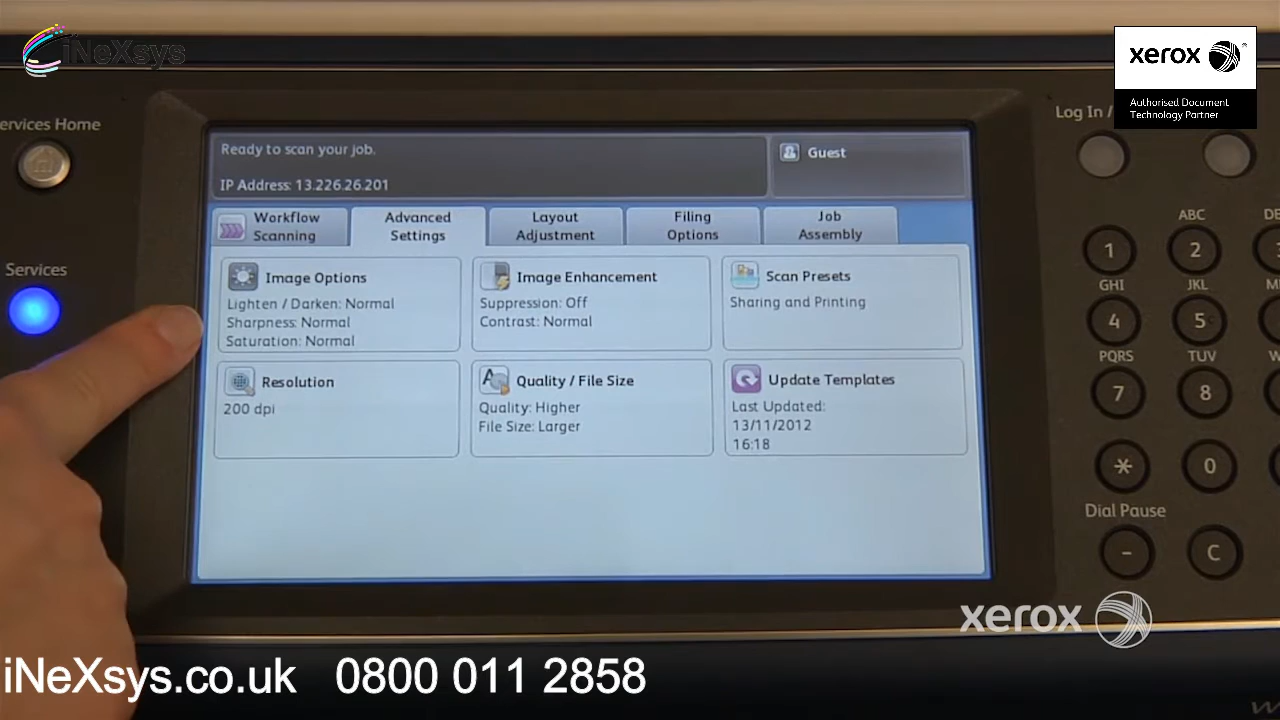 iNeXsys
xerox
Authorised Document
Technology Partner
ervices Home
Log In /
Ready to scan your job.
IP Address: 13.226.26.201
Guest
Workflow
Scanning
Advanced
Settings
Layout
Adjustment
Filing
Options
Job
Assembly
Services
Image Options
Lighten / Darken: Normal
Sharpness: Normal
Saturation: Normal
Image Enhancement
Suppression: Off
Contrast: Normal
Scan Presets
Sharing and Printing
Resolution
200 dpi
Quality / File Size
Quality: Higher
File Size: Larger
Update Templates
Last Updated:
13/11/2012
16:18
ABC
DE
1
2
3
GHI
JKL
4
5
PQRS
TUV
7
8
*
0
Dial Pause
-
C
xerox
iNeXsys.co.uk 0800 011 2858